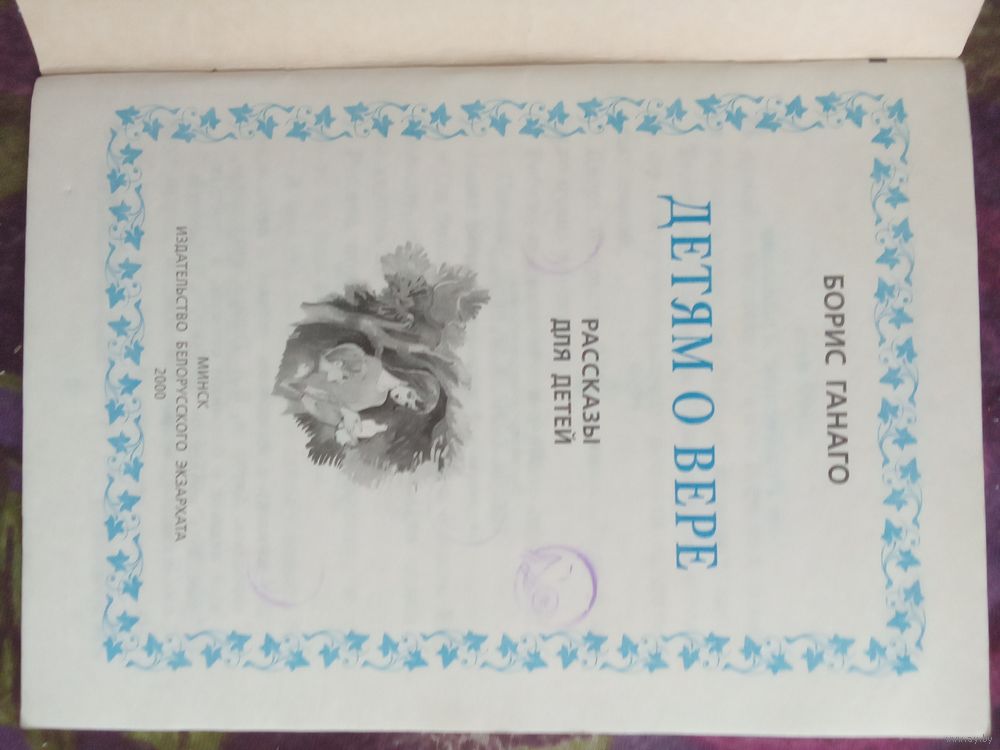 БОРИС ГАНАГО
ДЕТЯМ О ВЕРЕ
РАССКАЗЫ
ДЛЯ ДЕТЕЙ
МИНСК
ИЗДАТЕЛЬСТВО БЕЛОРУССКОГО ЭКЗАРХАТА
2000